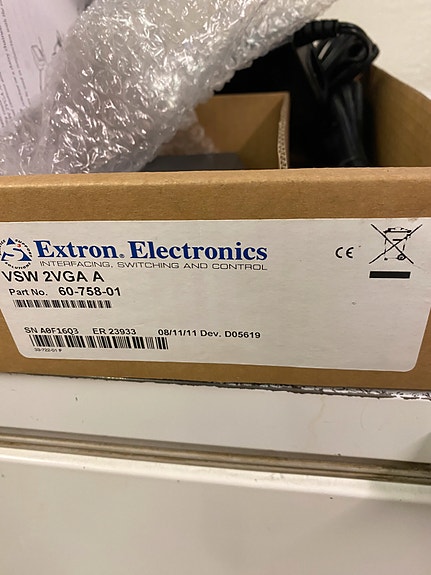 Extron® Electronics
INTERFACING, SWITCHING AND CONTROL
CE
VSW 2VGA A
Part No. 60-758-01
SN A0F16Q3 ER 23933 08/11/11 Dev. D05619